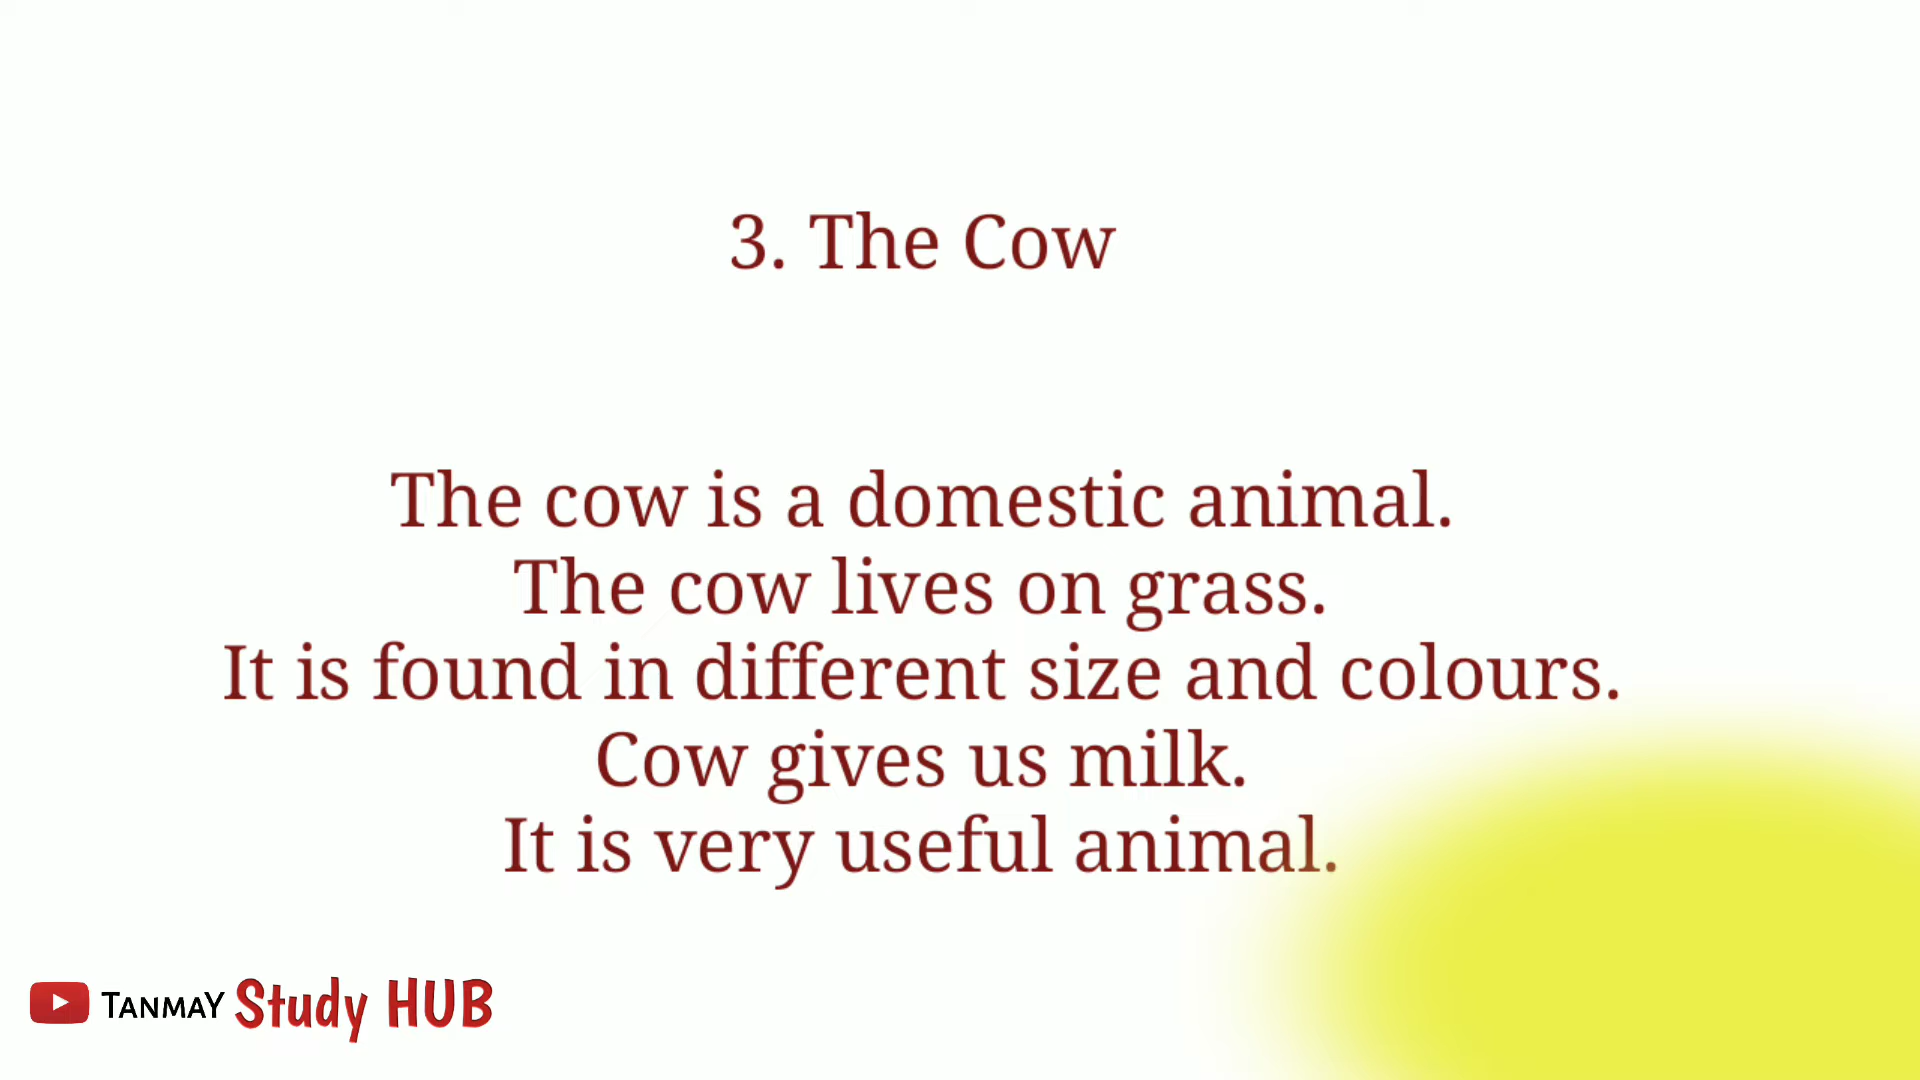 3. The Cow
The cow is a domestic animal.
The cow lives on grass.
It is found in different size and colours.
Cow gives us milk.
It is very useful animal.
TANMAY Study HUB